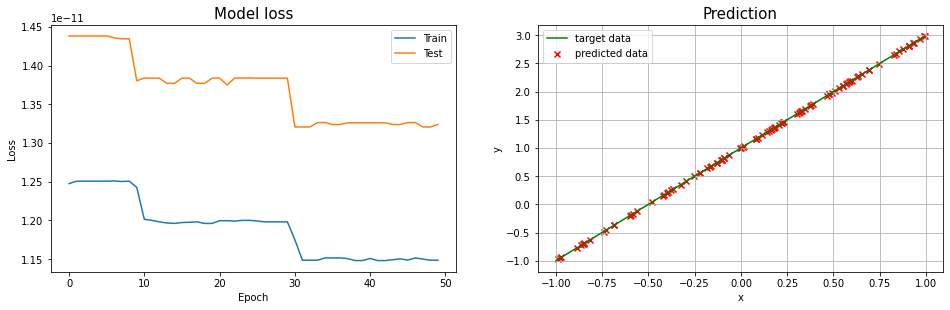 Model loss
1e−11
1.45
1.40
1.35
1.30
1.25
1.20
1.15
Loss
0 10 20 30 40 50
Epoch
Train
Test
Prediction
3.0
2.5
2.0
1.5
1.0
0.5
0.0
−0.5
−1.0
y
−1.00 −0.75 −0.50 −0.25 0.00 0.25 0.50 0.75 1.00
x
target data
predicted data